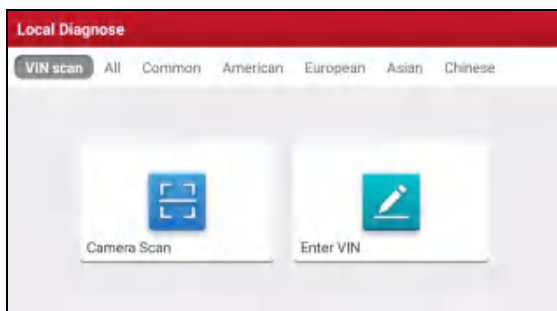 Local Diagnose
VIN scan All Common American European Asian Chinese
Camera Scan Enter VIN